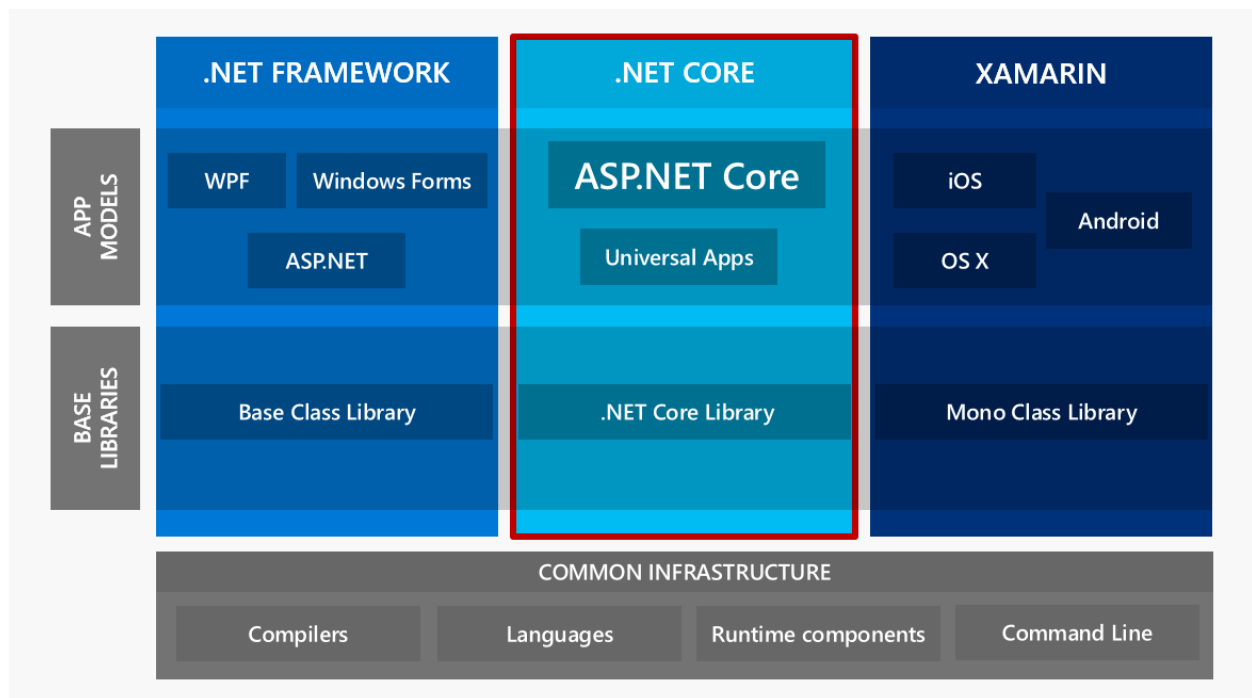 .NET FRAMEWORK
.NET CORE
XAMARIN
APP
MODELS
WPF
Windows Forms
ASP.NET
ASP.NET Core
Universal Apps
iOS
Android
OS X
BASE
LIBRARIES
Base Class Library
.NET Core Library
Mono Class Library
COMMON INFRASTRUCTURE
Compilers
Languages
Runtime components
Command Line